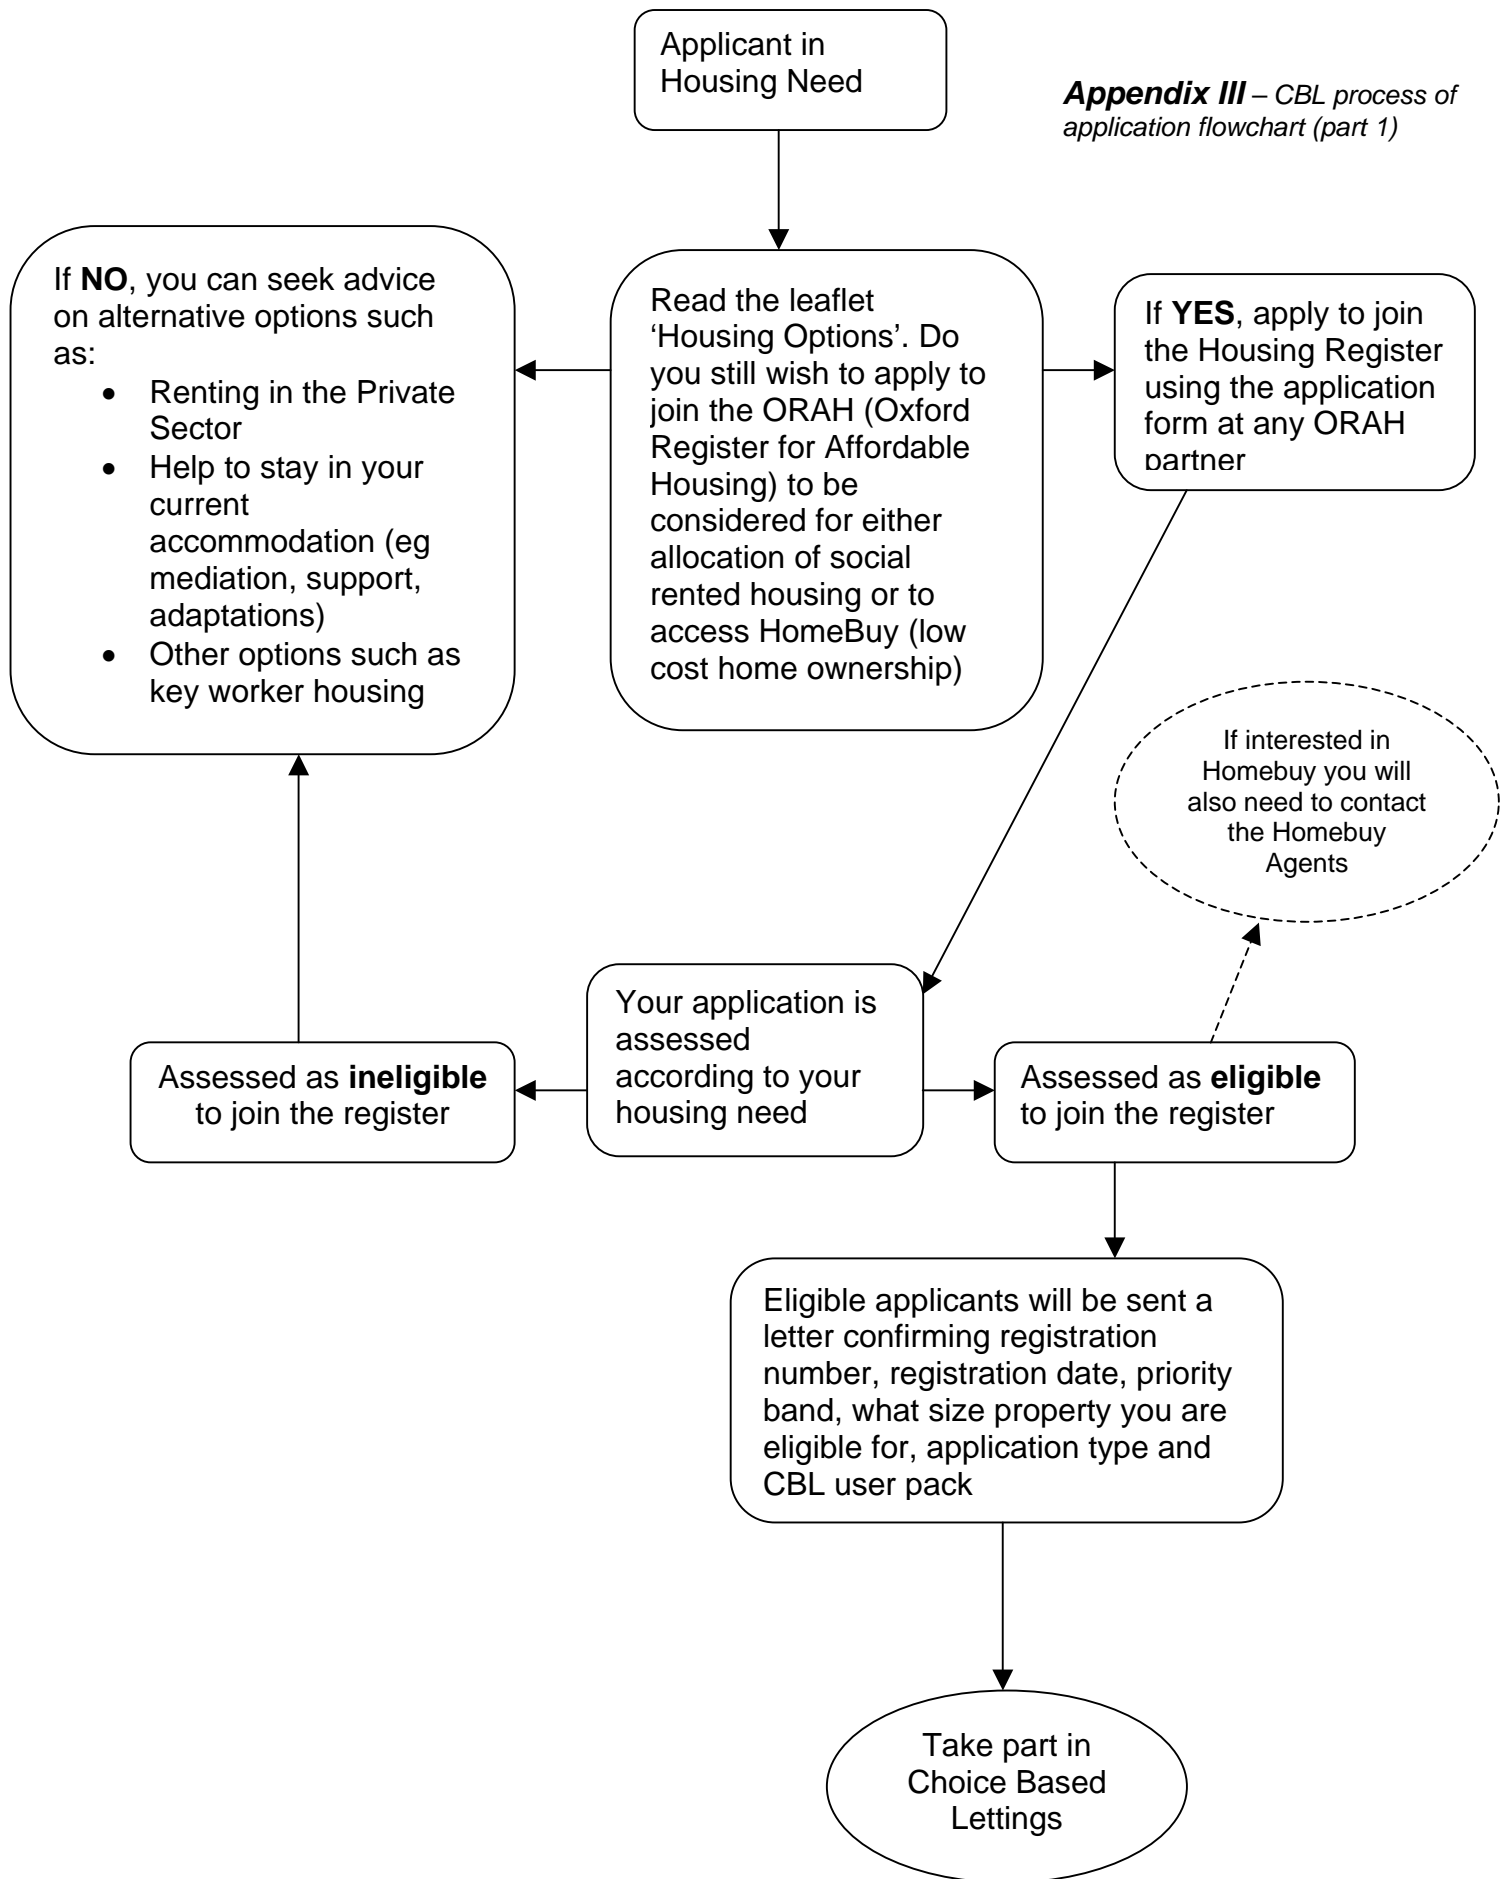 Applicant in
Housing Need
Appendix III – CBL process of
application flowchart (part 1)
If NO, you can seek advice
on alternative options such
as:
• Renting in the Private
Sector
• Help to stay in your
current
accommodation (eg
mediation, support,
adaptations)
• Other options such as
key worker housing
Read the leaflet
‘Housing Options’. Do
you still wish to apply to
join the ORAH (Oxford
Register for Affordable
Housing) to be
considered for either
allocation of social
rented housing or to
access HomeBuy (low
cost home ownership)
If YES, apply to join
the Housing Register
using the application
form at any ORAH
partner
If interested in
Homebuy you will
also need to contact
the Homebuy
Agents
Your application is
assessed
according to your
housing need
Assessed as ineligible
to join the register
Assessed as eligible
to join the register
Eligible applicants will be sent a
letter confirming registration
number, registration date, priority
band, what size property you are
eligible for, application type and
CBL user pack
Take part in
Choice Based
Lettings